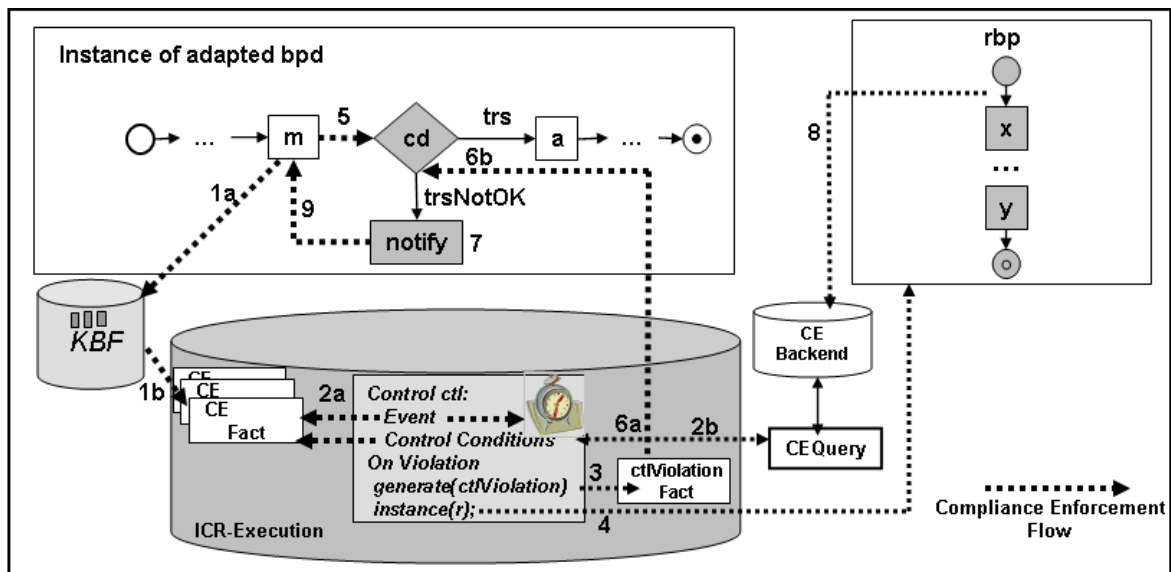 Instance of adapted bpd
rbp
... m 5 cd trs a ...
6b
trsNotOK
1a
9
notify 7
8
x
...
y
KBF
1b
CE
CE
CE
Fact
2a
Control ctl:
Event
Control Conditions
On Violation
generate(ctlViolation)
instance(r);
3
4
6a
2b
ctlViolation
Fact
CE
Backend
CEQuery
ICR-Execution
Compliance Enforcement
Flow